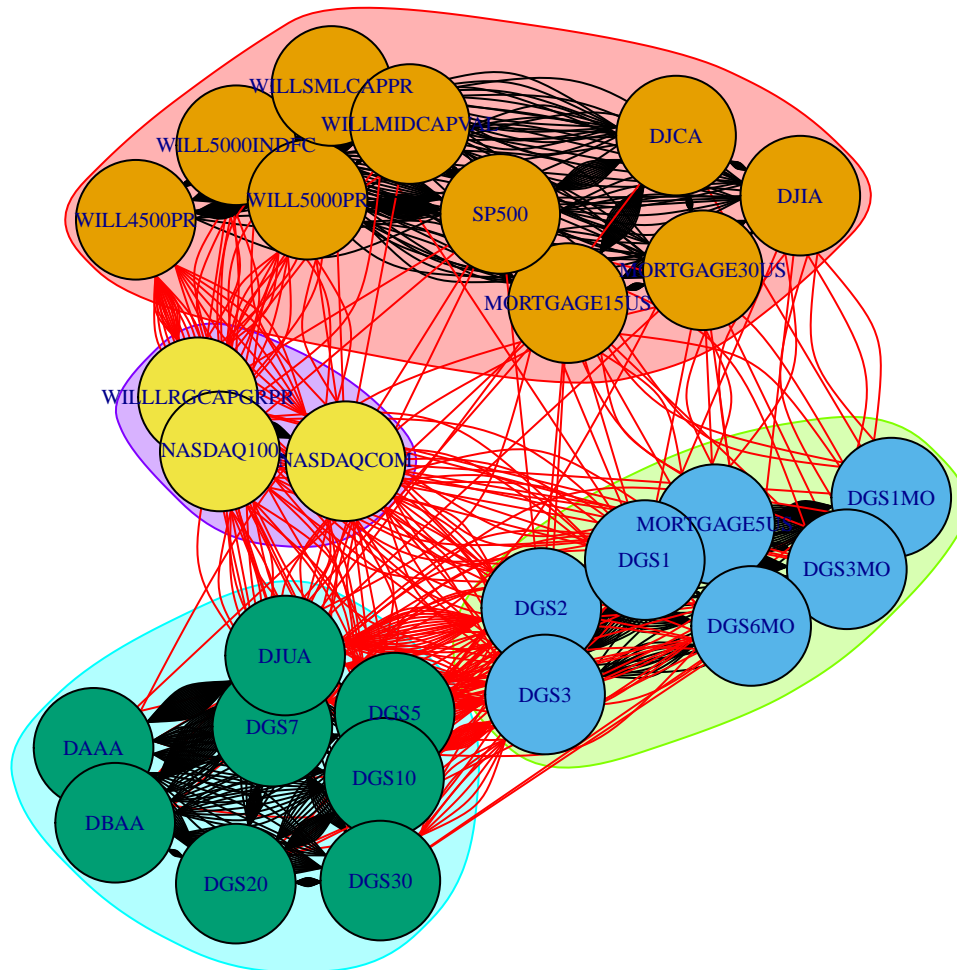 WILLSMLCAPPR
WILLMIDCAPVAL
DJCA
WILL5000INDFC
WILL5000PR
DJIA
SP500
WILL4500PR
MORTGAGE30US
MORTGAGE15US
WILLLRGCAPGRPR
NASDAQ100
NASDAQCOM
DGS1MO
MORTGAGE5US
DGS1
DGS3MO
DGS2
DGS6MO
DJUA
DGS3
DGS5
DGS7
DAAA
DGS10
DBAA
DGS20
DGS30